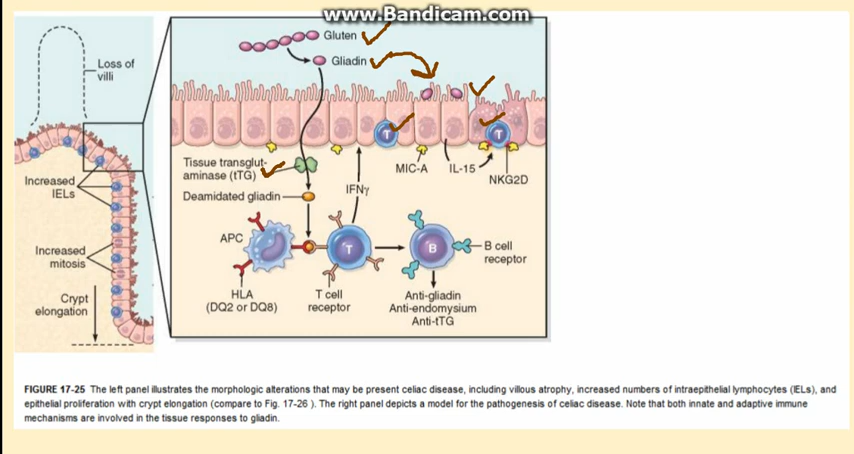 www.Bandicam.com
Gluten
Gliadin
Loss of
villi
T
T
Tissue transglut-
aminase (tTG)
MIC-A
IL-15
NKG2D
Increased
IELs
Deamidated gliadin
IFNγ
APC
T
B
B cell
receptor
Increased
mitosis
HLA
(DQ2 or DQ8)
T cell
receptor
Anti-gliadin
Anti-endomysium
Anti-tTG
Crypt
elongation
FIGURE 17-25 The left panel illustrates the morphologic alterations that may be present celiac disease, including villous atrophy, increased numbers of intraepithelial lymphocytes (IELs), and
epithelial proliferation with crypt elongation (compare to Fig. 17-26 ). The right panel depicts a model for the pathogenesis of celiac disease. Note that both innate and adaptive immune
mechanisms are involved in the tissue responses to gliadin.